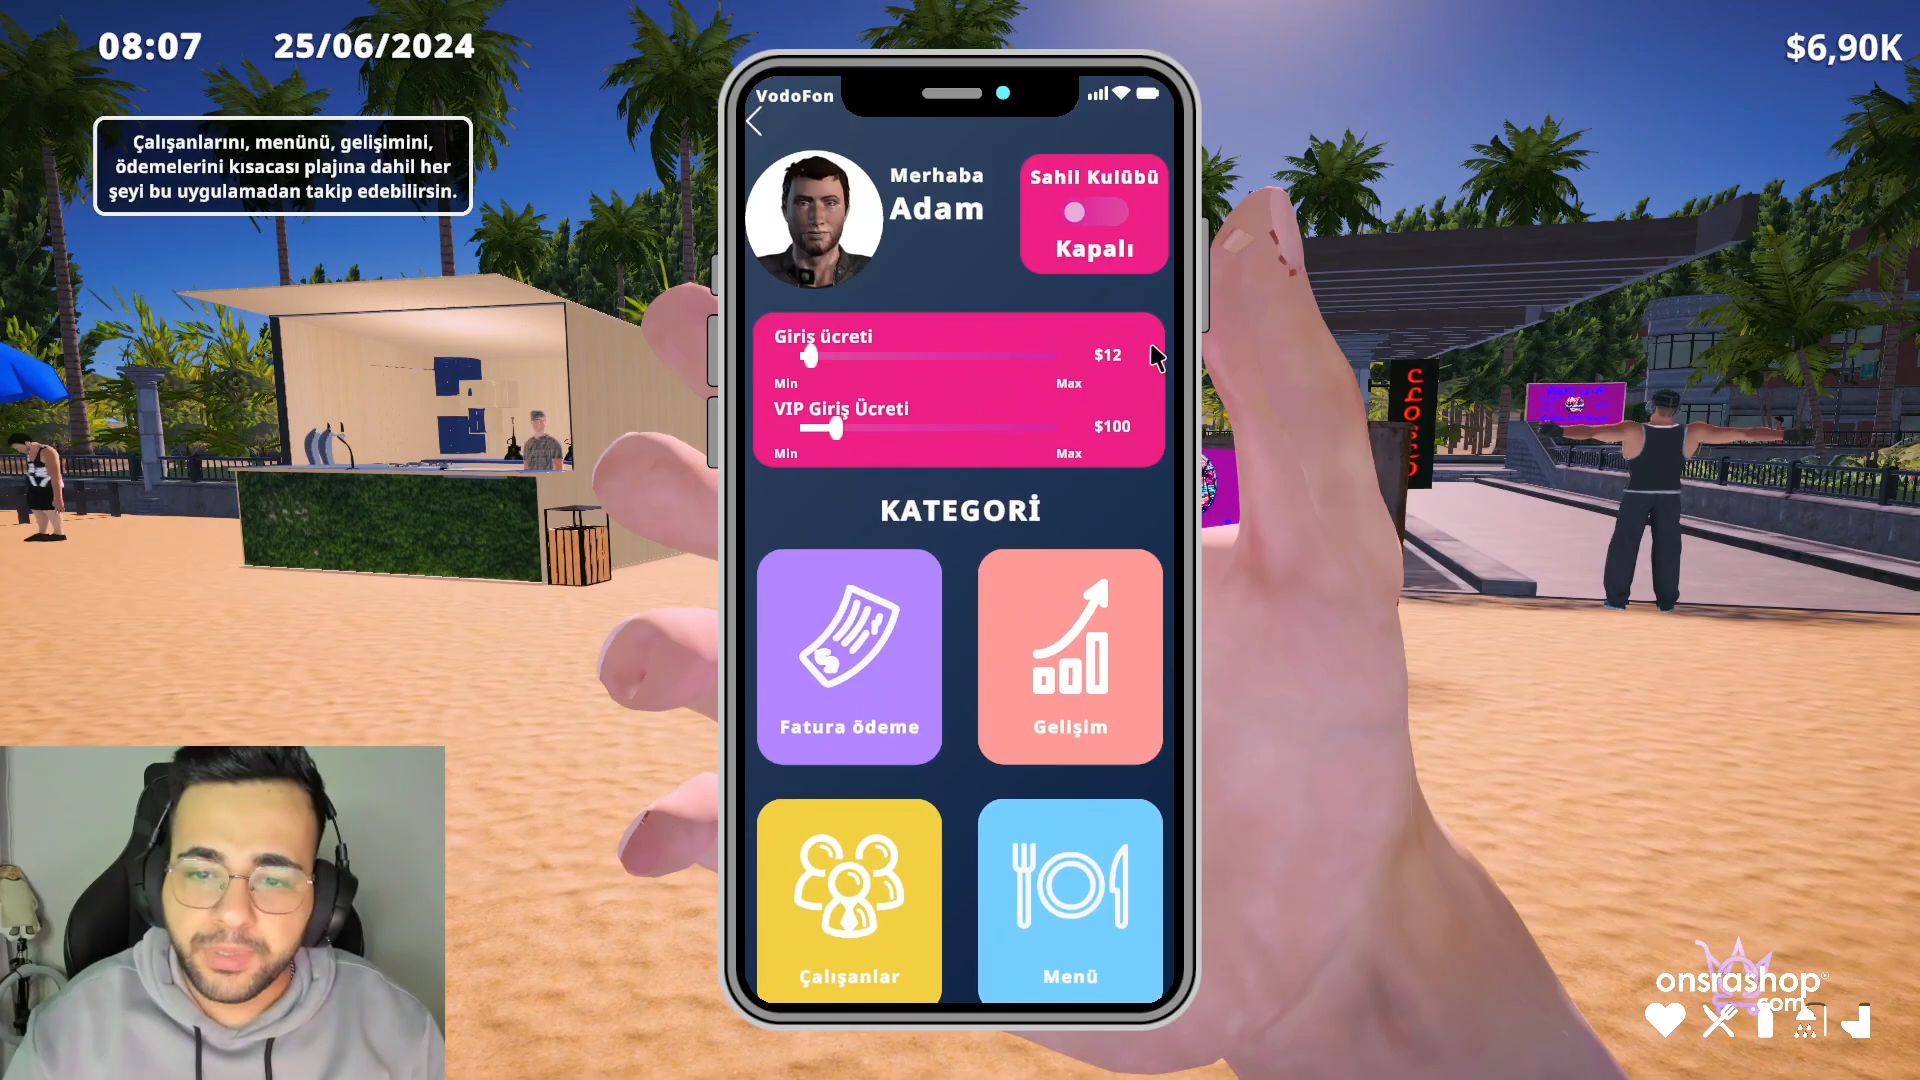 08:07
25/06/2024
$6,90K
Çalışanlarını, menünü, gelişimini,
ödemelerini kısacası plajına dahil her
şeyi bu uygulamadan takip edebilirsin.
VodoFon
Merhaba
Adam
Sahil Kulübü
Kapalı
Giriş ücreti
$12
Min
Max
VIP Giriş Ücreti
$100
Min
Max
KATEGORİ
Fatura ödeme
Gelişim
Çalışanlar
Menü
onsrashop®
.com